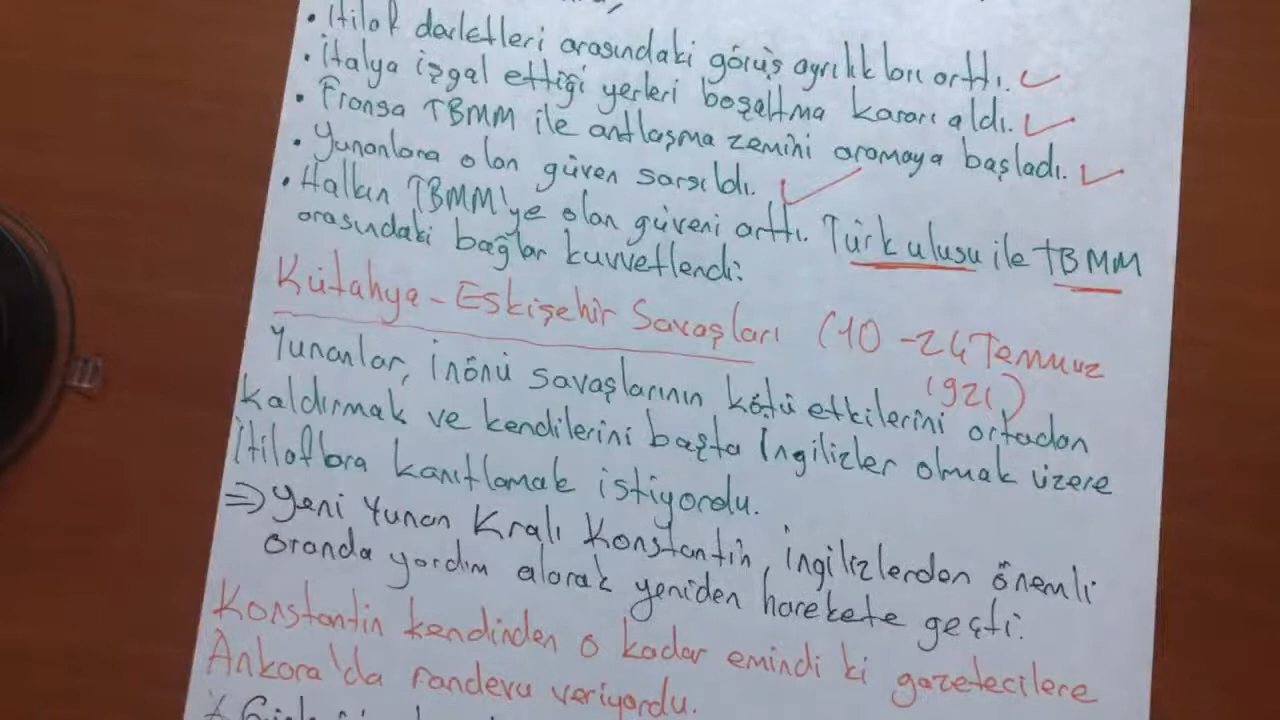 • İtilaf devletleri arasındaki görüş ayrılıkları arttı.
• İtalya işgal ettiği yerleri boşaltma kararı aldı.
• Fransa TBMM ile antlaşma zemini aramaya başladı.
• Yunanlara olan güven sarsıldı.
• Halkın TBMM'ye olan güveni arttı. Türk ulusu ile TBMM
arasındaki bağlar kuvvetlendi.
Kütahya - Eskişehir Savaşları (10 - 24 Temmuz
1921)
Yunanlar, İnönü savaşlarının kötü etkilerini ortadan
kaldırmak ve kendilerini başta İngilizler olmak üzere
İtilaflara kanıtlamak istiyordu.
⇒ Yeni Yunan Kralı Konstantin, İngilizlerden önemli
oranda yardım alarak yeniden harekete geçti.
Konstantin kendinden o kadar emindi ki gazetecilere
Ankara'da randevu veriyordu.